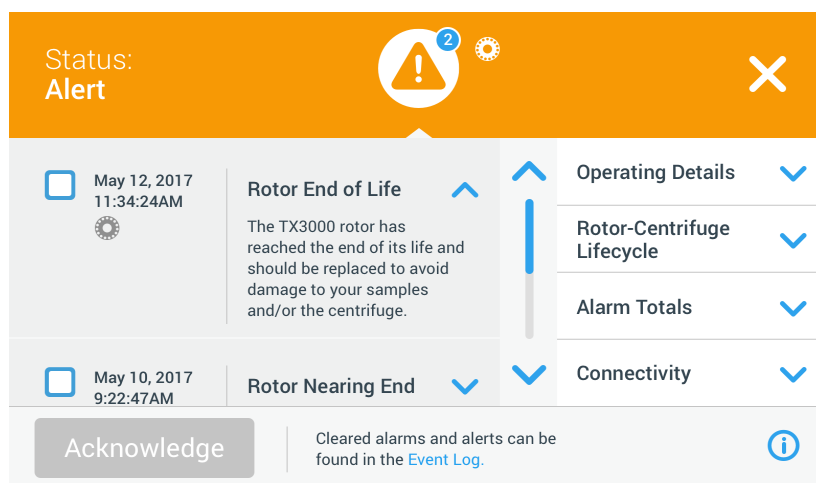 Status:
Alert
2
May 12, 2017
11:34:24AM
Rotor End of Life
The TX3000 rotor has
reached the end of its life and
should be replaced to avoid
damage to your samples
and/or the centrifuge.
May 10, 2017
9:22:47AM
Rotor Nearing End
Operating Details
Rotor-Centrifuge
Lifecycle
Alarm Totals
Connectivity
Acknowledge
Cleared alarms and alerts can be
found in the Event Log.